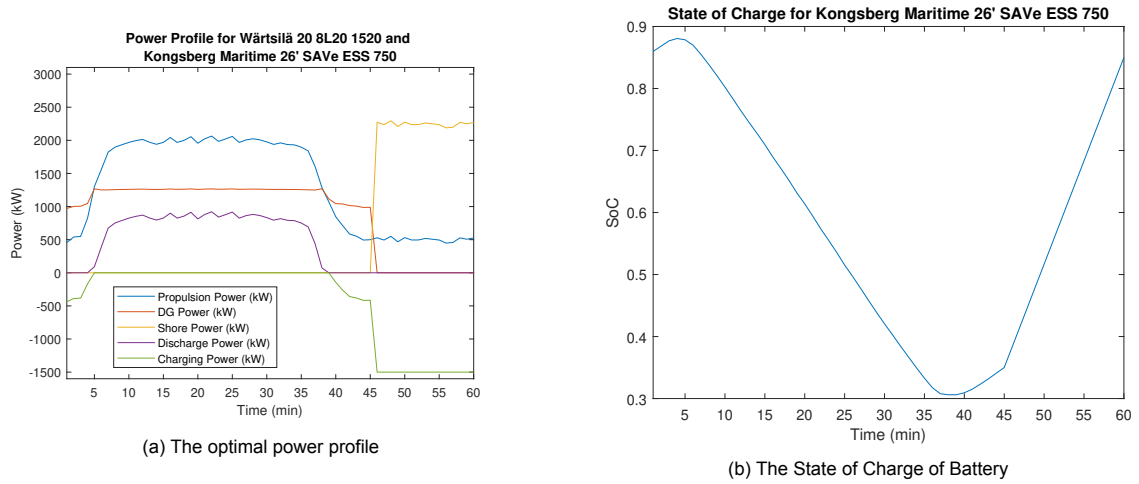 Power Profile for Wärtsilä 20 8L20 1520 and
Kongsberg Maritime 26' SAVe ESS 750
3000
2500
2000
1500
1000
500
0
-500
-1000
-1500
Power (kW)
Propulsion Power (kW)
DG Power (kW)
Shore Power (kW)
Discharge Power (kW)
Charging Power (kW)
5 10 15 20 25 30 35 40 45 50 55 60
Time (min)
(a) The optimal power profile
State of Charge for Kongsberg Maritime 26' SAVe ESS 750
0.9
0.8
0.7
0.6
0.5
0.4
0.3
SoC
5 10 15 20 25 30 35 40 45 50 55 60
Time (min)
(b) The State of Charge of Battery